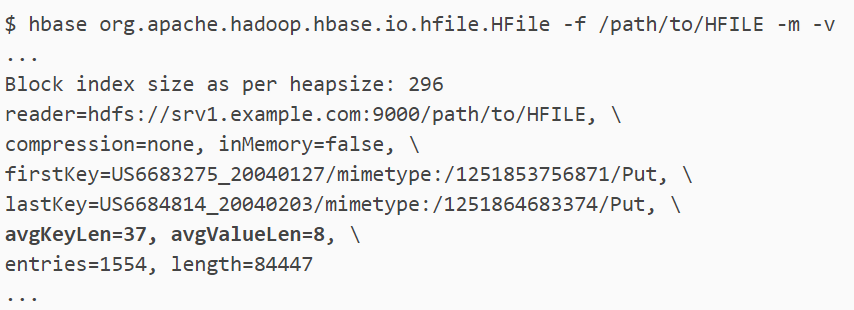 $ hbase org.apache.hadoop.hbase.io.hfile.HFile -f /path/to/HFILE -m -v
...
Block index size as per heapsize: 296
reader=hdfs://srv1.example.com:9000/path/to/HFILE, \
compression=none, inMemory=false, \
firstKey=US6683275_20040127/mimetype:/1251853756871/Put, \
lastKey=US6684814_20040203/mimetype:/1251864683374/Put, \
avgKeyLen=37, avgValueLen=8, \
entries=1554, length=84447
...